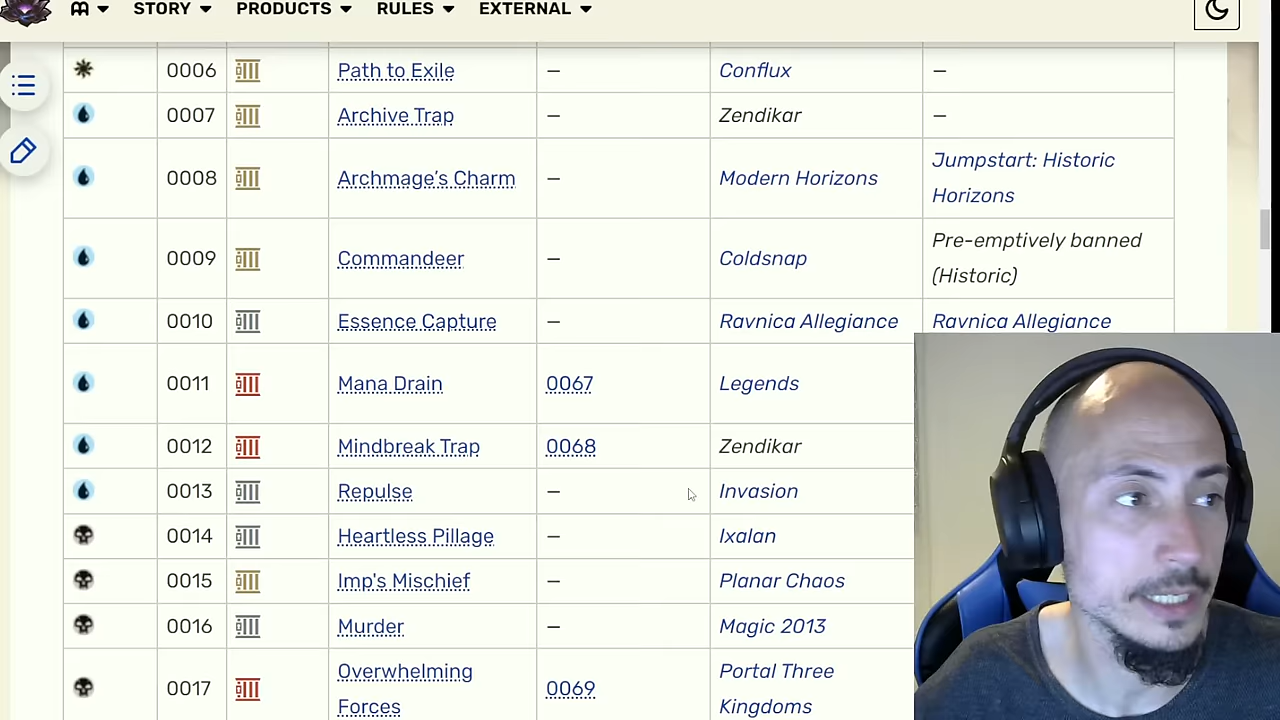 STORY PRODUCTS RULES EXTERNAL
0006 Path to Exile — Conflux —
0007 Archive Trap — Zendikar —
0008 Archmage’s Charm — Modern Horizons Jumpstart: Historic
Horizons
0009 Commandeer — Coldsnap Pre-emptively banned
(Historic)
0010 Essence Capture — Ravnica Allegiance Ravnica Allegiance
0011 Mana Drain 0067 Legends
0012 Mindbreak Trap 0068 Zendikar
0013 Repulse — Invasion
0014 Heartless Pillage — Ixalan
0015 Imp's Mischief — Planar Chaos
0016 Murder — Magic 2013
0017 Overwhelming
Forces 0069 Portal Three
Kingdoms